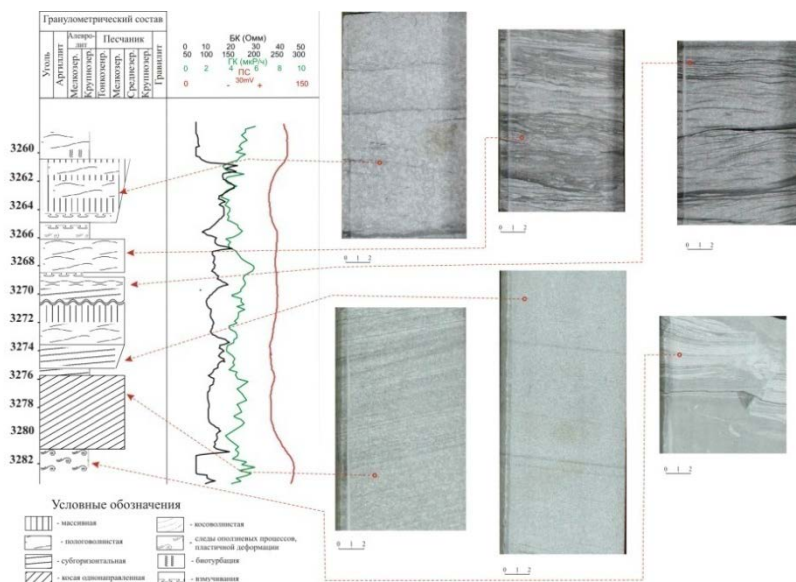 Гранулометрический состав
Уголь
Аргиллит
Алевро-
лит
Мелкозер.
Крупнозер.
Песчаник
Тонкозенр.
Мелкозер.
Среднезер.
Крупнозер.
Гравилит
БК (Омм)
0 10 20 30 40 50
50 100 150 200 250 300
ГК (мкР/ч)
0 2 4 6 8 10
ПС
30mV
0 - + 150
3260
3262
3264
3266
3268
3270
3272
3274
3276
3278
3280
3282
0 1 2
0 1 2
0 1 2
0 1 2
0 1 2
0 1 2
Условные обозначения
- массивная
- косоволнистая
- пологоволнистая
- следы оползневых процессов,
пластичной деформации
- субгоризонтальная
- биотурбация
- косая однонаправленная
- взмучивания